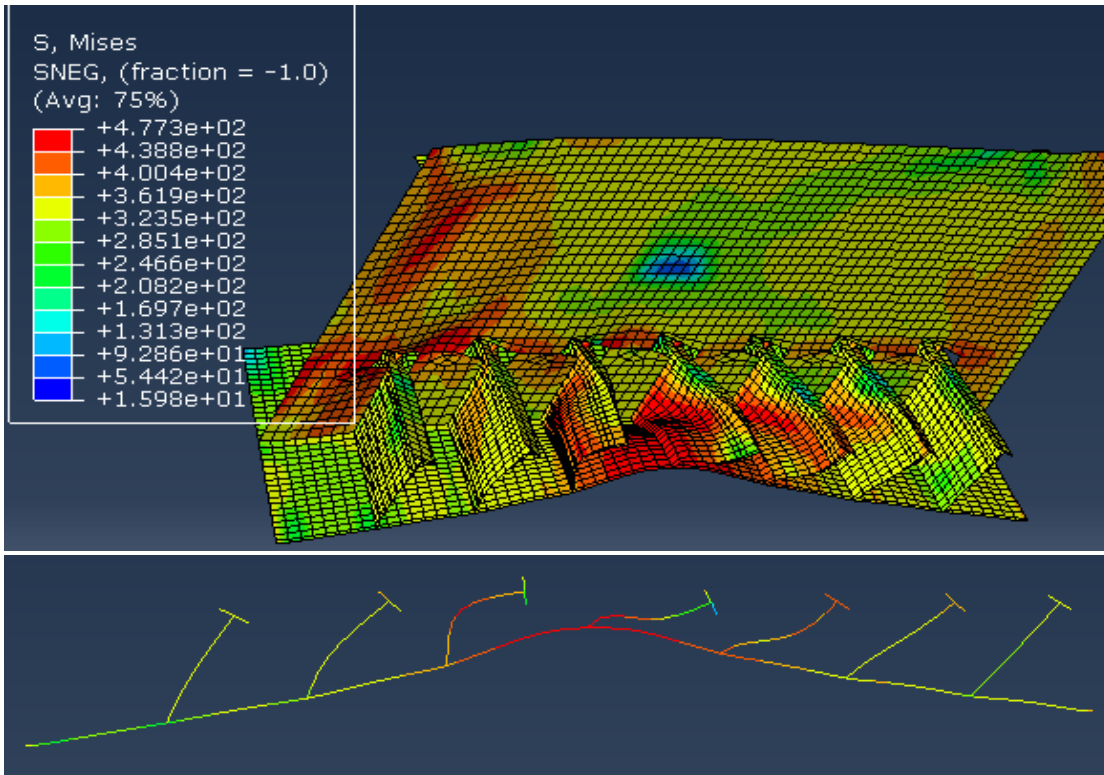 S, Mises
SNEG, (fraction = -1.0)
(Avg: 75%)
+4.773e+02
+4.388e+02
+4.004e+02
+3.619e+02
+3.235e+02
+2.851e+02
+2.466e+02
+2.082e+02
+1.697e+02
+1.313e+02
+9.286e+01
+5.442e+01
+1.598e+01